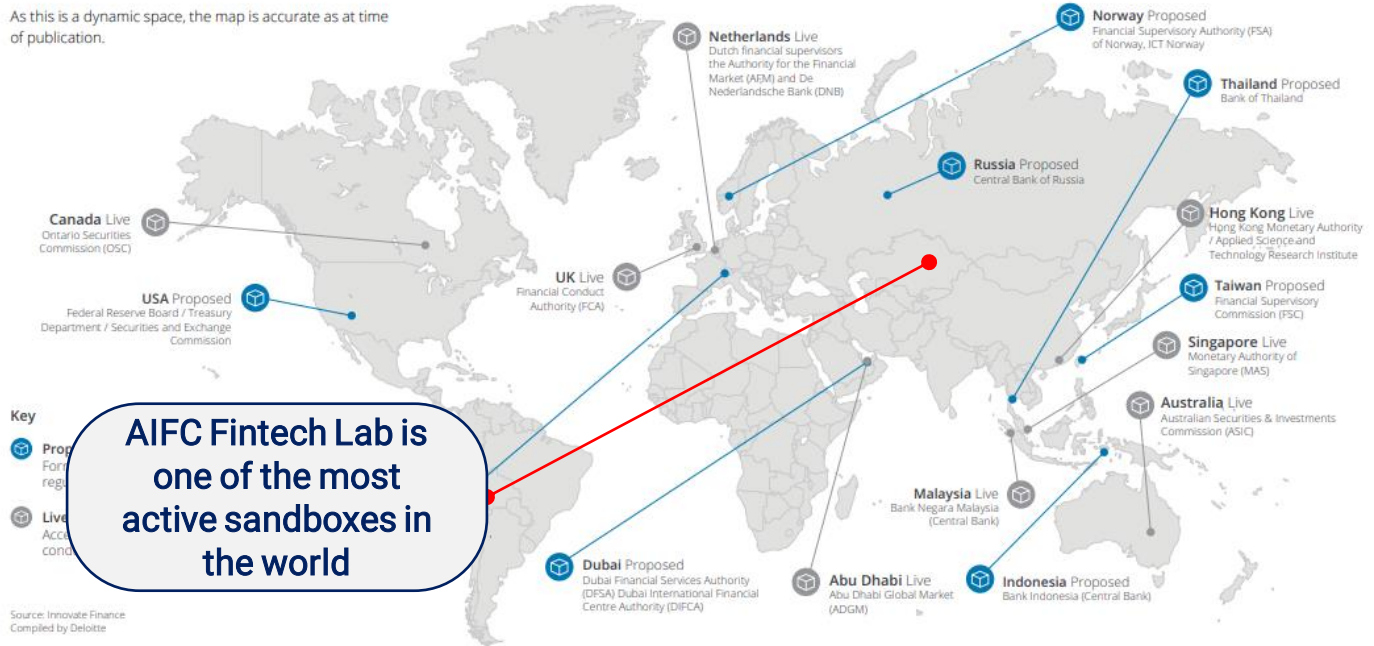 As this is a dynamic space, the map is accurate as at time
of publication.
Netherlands Live
Dutch financial supervisors
the Authority for the Financial
Market (AFM) and De
Nederlandsche Bank (DNB)
Norway Proposed
Financial Supervisory Authority (FSA)
of Norway, ICT Norway
Thailand Proposed
Bank of Thailand
Russia Proposed
Central Bank of Russia
Canada Live
Ontario Securities
Commission (OSC)
Hong Kong Live
Hong Kong Monetary Authority
/ Applied Science and
Technology Research Institute
UK Live
Financial Conduct
Authority (FCA)
USA Proposed
Federal Reserve Board / Treasury
Department / Securities and Exchange
Commission
Taiwan Proposed
Financial Supervisory
Commission (FSC)
Singapore Live
Monetary Authority of
Singapore (MAS)
Australia Live
Australian Securities & Investments
Commission (ASIC)
Key
Prop
Forn
regu
Live
Acce
cond
AIFC Fintech Lab is
one of the most
active sandboxes in
the world
Malaysia Live
Bank Negara Malaysia
(Central Bank)
Dubai Proposed
Dubai Financial Services Authority
(DFSA) Dubai International Financial
Centre Authority (DIFCA)
Abu Dhabi Live
Abu Dhabi Global Market
(ADGM)
Indonesia Proposed
Bank Indonesia (Central Bank)
Source: Innovate Finance
Compiled by Deloitte